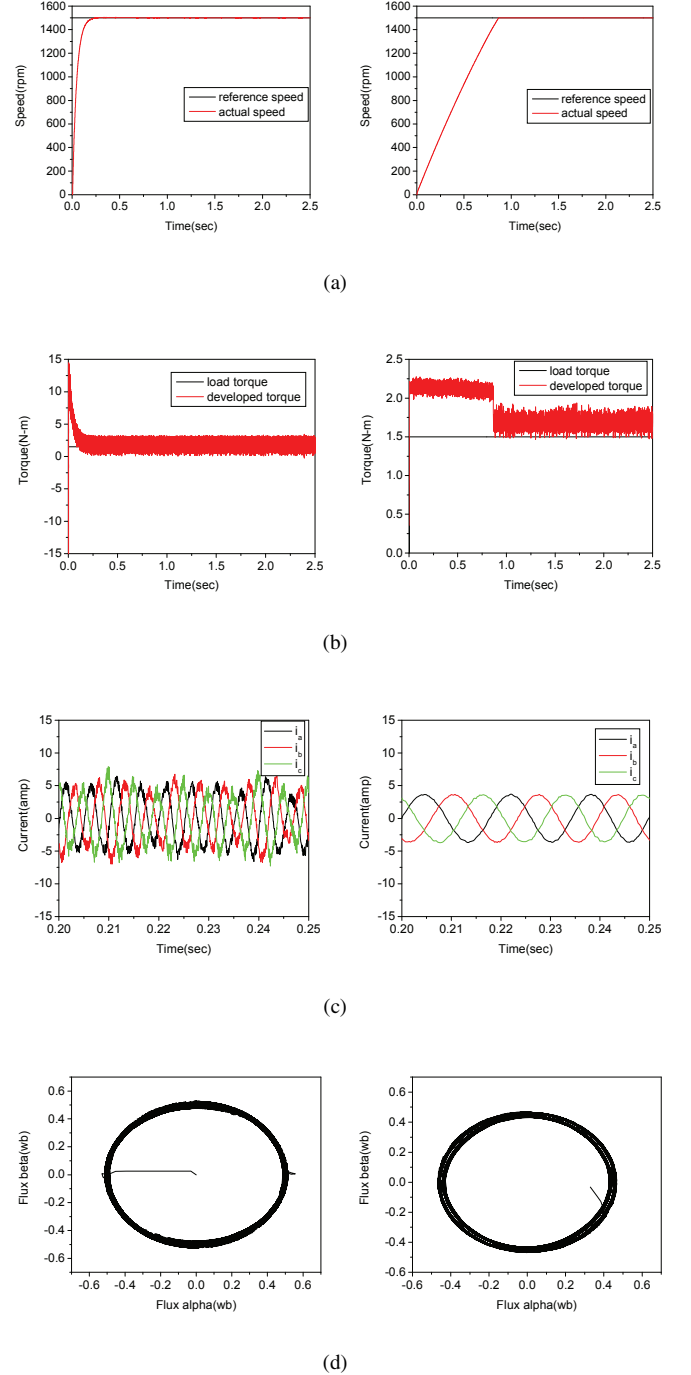 1600
1400
1200
1000
800
600
400
200
0
Speed(rpm)
reference speed
actual speed
0.0 0.5 1.0 1.5 2.0 2.5
Time(sec)
1600
1400
1200
1000
800
600
400
200
0
Speed(rpm)
reference speed
actual speed
0.0 0.5 1.0 1.5 2.0 2.5
Time(sec)
(a)
15
10
5
0
-5
-10
-15
Torque(N-m)
load torque
developed torque
0.0 0.5 1.0 1.5 2.0 2.5
Time(sec)
2.5
2.0
1.5
1.0
0.5
0.0
Torque(N-m)
load torque
developed torque
0.0 0.5 1.0 1.5 2.0 2.5
Time(sec)
(b)
15
10
5
0
-5
-10
-15
Current(amp)
i_a
i_b
i_c
0.20 0.21 0.22 0.23 0.24 0.25
Time(sec)
15
10
5
0
-5
-10
-15
Current(amp)
i_a
i_b
i_c
0.20 0.21 0.22 0.23 0.24 0.25
Time(sec)
(c)
0.6
0.4
0.2
0.0
-0.2
-0.4
-0.6
Flux beta(wb)
-0.6 -0.4 -0.2 0.0 0.2 0.4 0.6
Flux alpha(wb)
0.6
0.4
0.2
0.0
-0.2
-0.4
-0.6
Flux beta(wb)
-0.6 -0.4 -0.2 0.0 0.2 0.4 0.6
Flux alpha(wb)
(d)